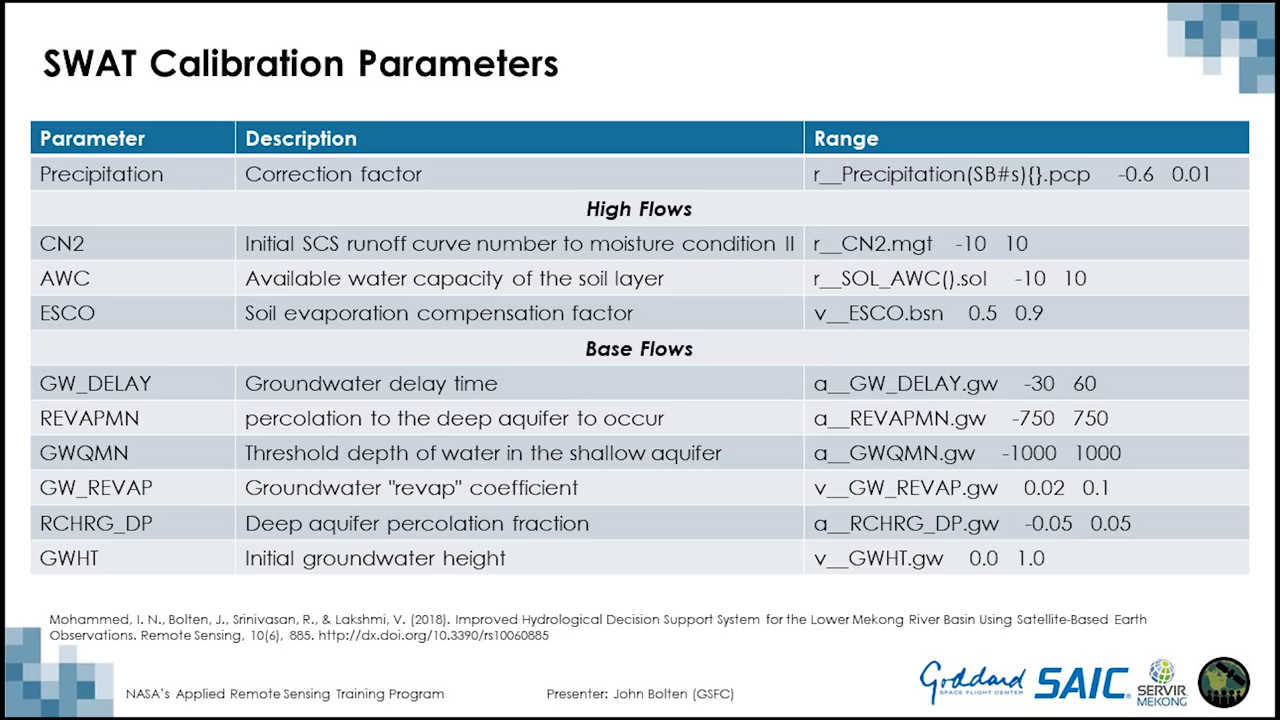 SWAT Calibration Parameters
Parameter Description Range
Precipitation Correction factor r__Precipitation(SB#s){}.pcp -0.6 0.01
High Flows
CN2 Initial SCS runoff curve number to moisture condition II r__CN2.mgt -10 10
AWC Available water capacity of the soil layer r__SOL_AWC().sol -10 10
ESCO Soil evaporation compensation factor v__ESCO.bsn 0.5 0.9
Base Flows
GW_DELAY Groundwater delay time a__GW_DELAY.gw -30 60
REVAPMN percolation to the deep aquifer to occur a__REVAPMN.gw -750 750
GWQMN Threshold depth of water in the shallow aquifer a__GWQMN.gw -1000 1000
GW_REVAP Groundwater "revap" coefficient v__GW_REVAP.gw 0.02 0.1
RCHRG_DP Deep aquifer percolation fraction a__RCHRG_DP.gw -0.05 0.05
GWHT Initial groundwater height v__GWHT.gw 0.0 1.0
Mohammed, I. N., Bolten, J., Srinivasan, R., & Lakshmi, V. (2018). Improved Hydrological Decision Support System for the Lower Mekong River Basin Using Satellite-Based Earth
Observations. Remote Sensing, 10(6), 885. http://dx.doi.org/10.3390/rs10060885
NASA's Applied Remote Sensing Training Program Presenter: John Bolten (GSFC)
Goddard
SPACE FLIGHT CENTER
SAIC
SERVIR
MEKONG